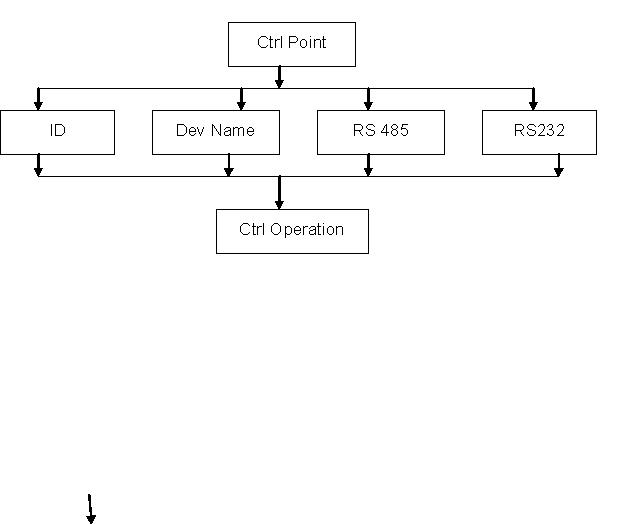 Ctrl Point
ID
Dev Name
RS 485
RS232
Ctrl Operation